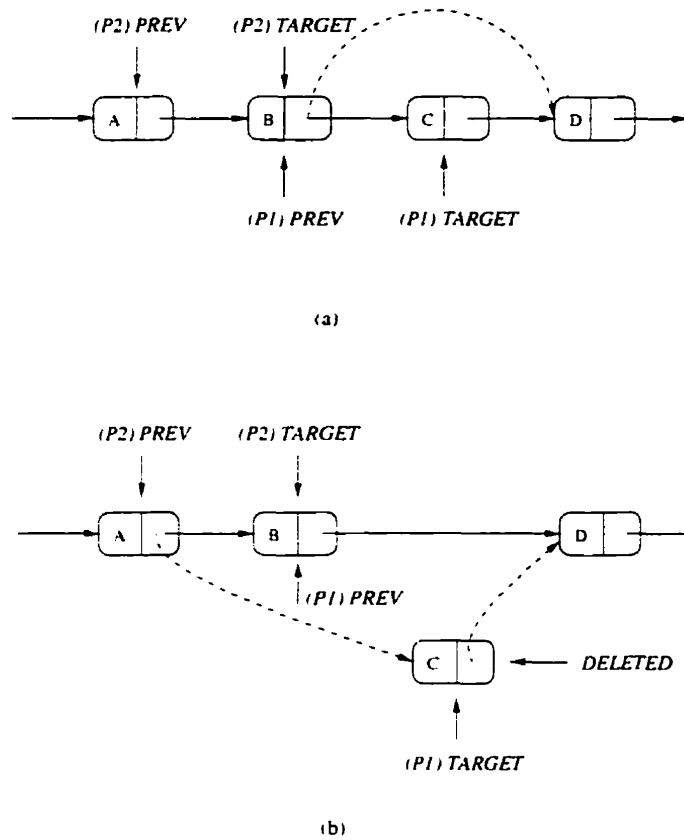 (P2) PREV (P2) TARGET
A B C D
(P1) PREV (P1) TARGET
(a)
(P2) PREV (P2) TARGET
A B D
(P1) PREV
C DELETED
(P1) TARGET
(b)